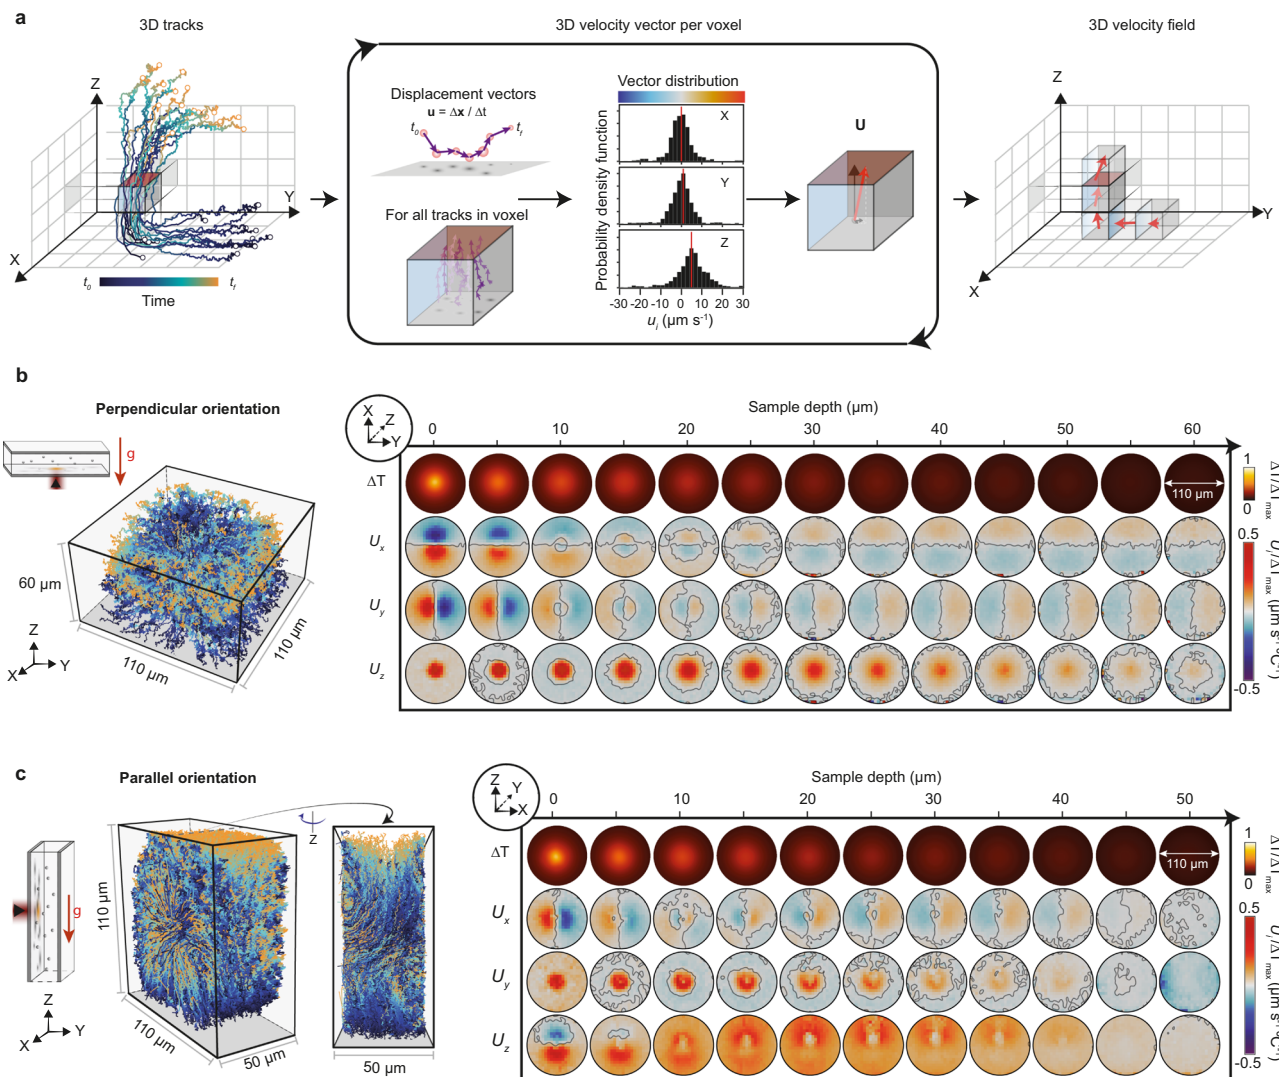 a
3D tracks
3D velocity vector per voxel
3D velocity field
Z
Y
X
t0
tf
Time
Displacement vectors
u = Δx / Δt
t0
tf
For all tracks in voxel
Vector distribution
Probability density function
X
Y
Z
-30 -20 -10 0 10 20 30
ui (µm s-1)
U
Z
Y
X
b
Perpendicular orientation
g
60 µm
110 µm
110 µm
Z
X
Y
X
Z
Y
Sample depth (µm)
0 10 20 30 40 50 60
ΔT
110 µm
Ux
Uy
Uz
1
0
ΔT/ΔTmax
0.5
-0.5
Ui/ΔTmax (µm s-1 °C-1)
c
Parallel orientation
g
110 µm
110 µm
50 µm
Z
50 µm
Z
X
Y
Z
Y
X
Sample depth (µm)
0 10 20 30 40 50
ΔT
110 µm
Ux
Uy
Uz
1
0
ΔT/ΔTmax
0.5
-0.5
Ui/ΔTmax (µm s-1 °C-1)